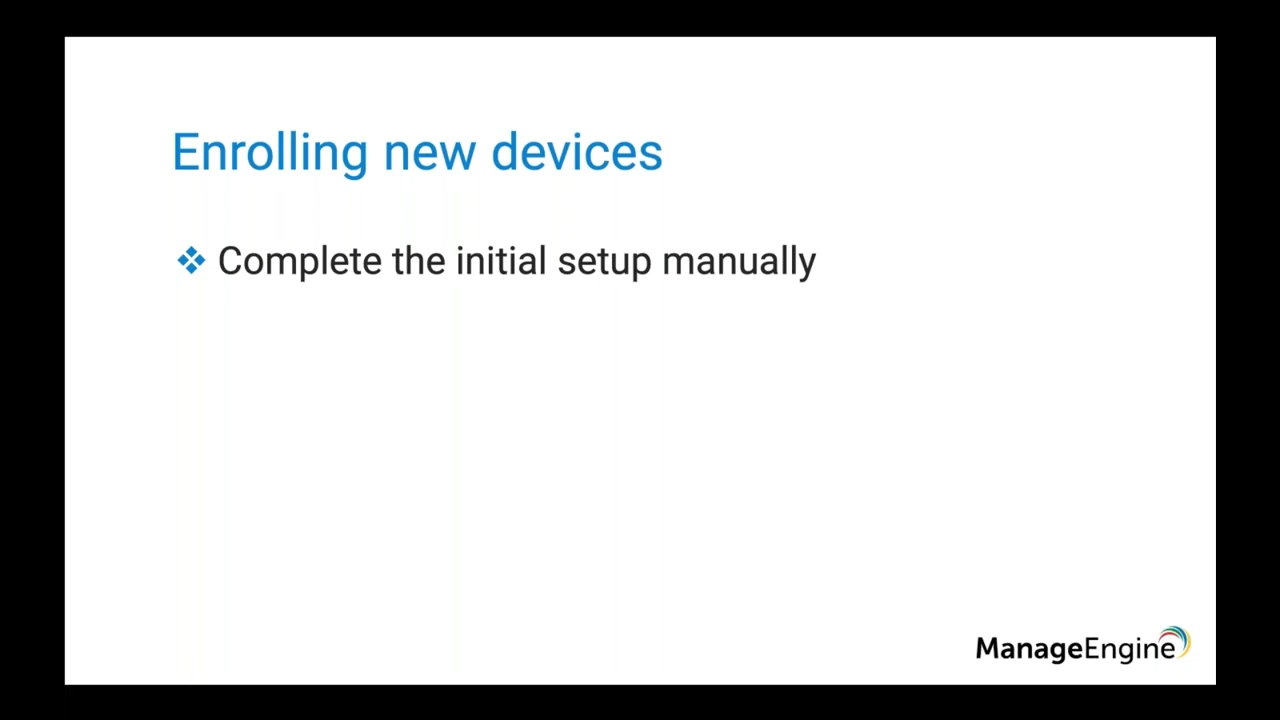 Enrolling new devices
Complete the initial setup manually
ManageEngine